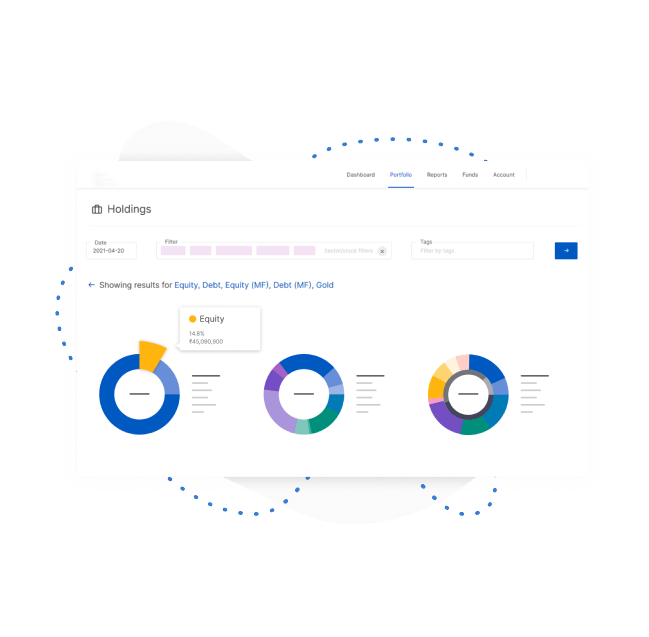 Dashboard Portfolio Reports Funds Account
Holdings
Date
2021-04-20
Filter
Sector/stock filters
Tags
Filter by tags
Showing results for Equity, Debt, Equity (MF), Debt (MF), Gold
Equity
14.8%
₹45,090,900